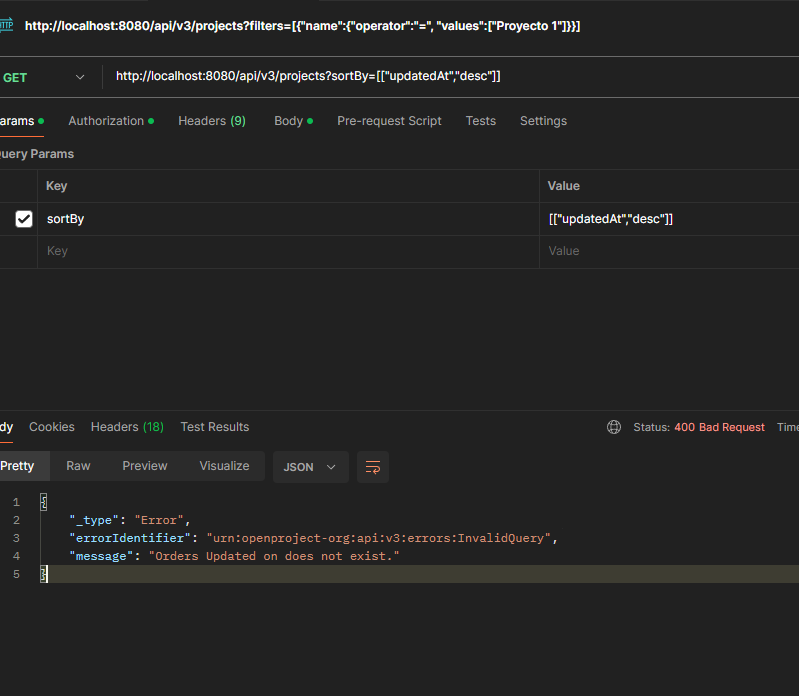 HTTP http://localhost:8080/api/v3/projects?filters=[{"name":{"operator":"=", "values":["Proyecto 1"]}}]
GET http://localhost:8080/api/v3/projects?sortBy=[["updatedAt","desc"]]
arams Authorization Headers (9) Body Pre-request Script Tests Settings
uery Params
Key Value
sortBy [["updatedAt","desc"]]
Key Value
dy Cookies Headers (18) Test Results Status: 400 Bad Request Time
Pretty Raw Preview Visualize JSON
1 {
2 "_type": "Error",
3 "errorIdentifier": "urn:openproject-org:api:v3:errors:InvalidQuery",
4 "message": "Orders Updated on does not exist."
5 }